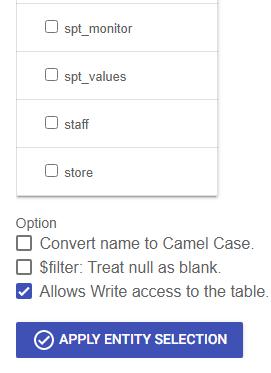 spt_monitor
spt_values
staff
store
Option
Convert name to Camel Case.
$filter: Treat null as blank.
Allows Write access to the table.
APPLY ENTITY SELECTION